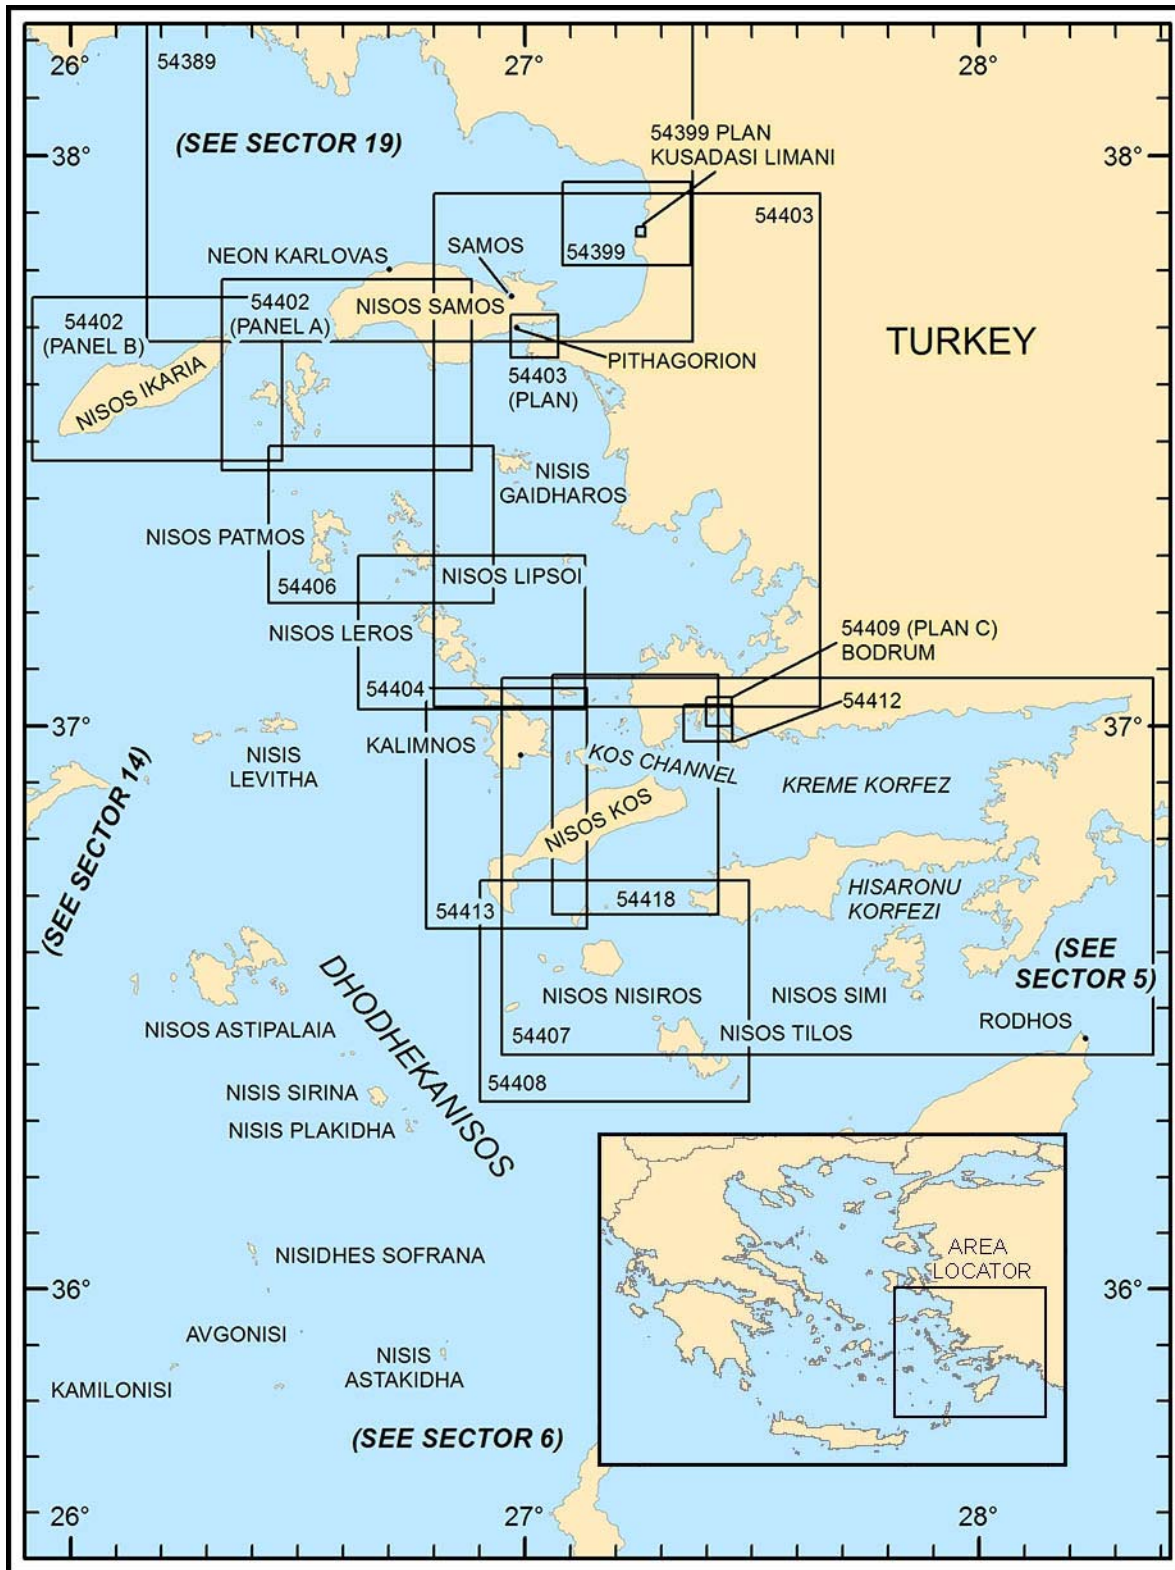 26°
27°
28°
54389
(SEE SECTOR 19)
54399 PLAN
KUSADASI LIMANI
38°
38°
54403
54399
SAMOS
NEON KARLOVAS
NISOS SAMOS
54402
(PANEL A)
54402
(PANEL B)
NISOS IKARIA
PITHAGORION
54403
(PLAN)
TURKEY
NISIS
GAIDHAROS
NISOS PATMOS
54406
NISOS LIPSOI
NISOS LEROS
54404
54409 (PLAN C)
BODRUM
54412
37°
37°
KALIMNOS
KOS CHANNEL
NISIS
LEVITHA
KREME KORFEZ
NISOS KOS
(SEE SECTOR 14)
54413
54418
HISARONU
KORFEZI
(SEE
SECTOR 5)
DHODHEKANISOS
NISOS NISIROS
NISOS SIMI
NISOS ASTIPALAIA
54407
NISOS TILOS
RODHOS
54408
NISIS SIRINA
NISIS PLAKIDHA
NISIDHES SOFRANA
AREA
LOCATOR
36°
36°
AVGONISI
NISIS
ASTAKIDHA
KAMILONISI
(SEE SECTOR 6)
26°
27°
28°